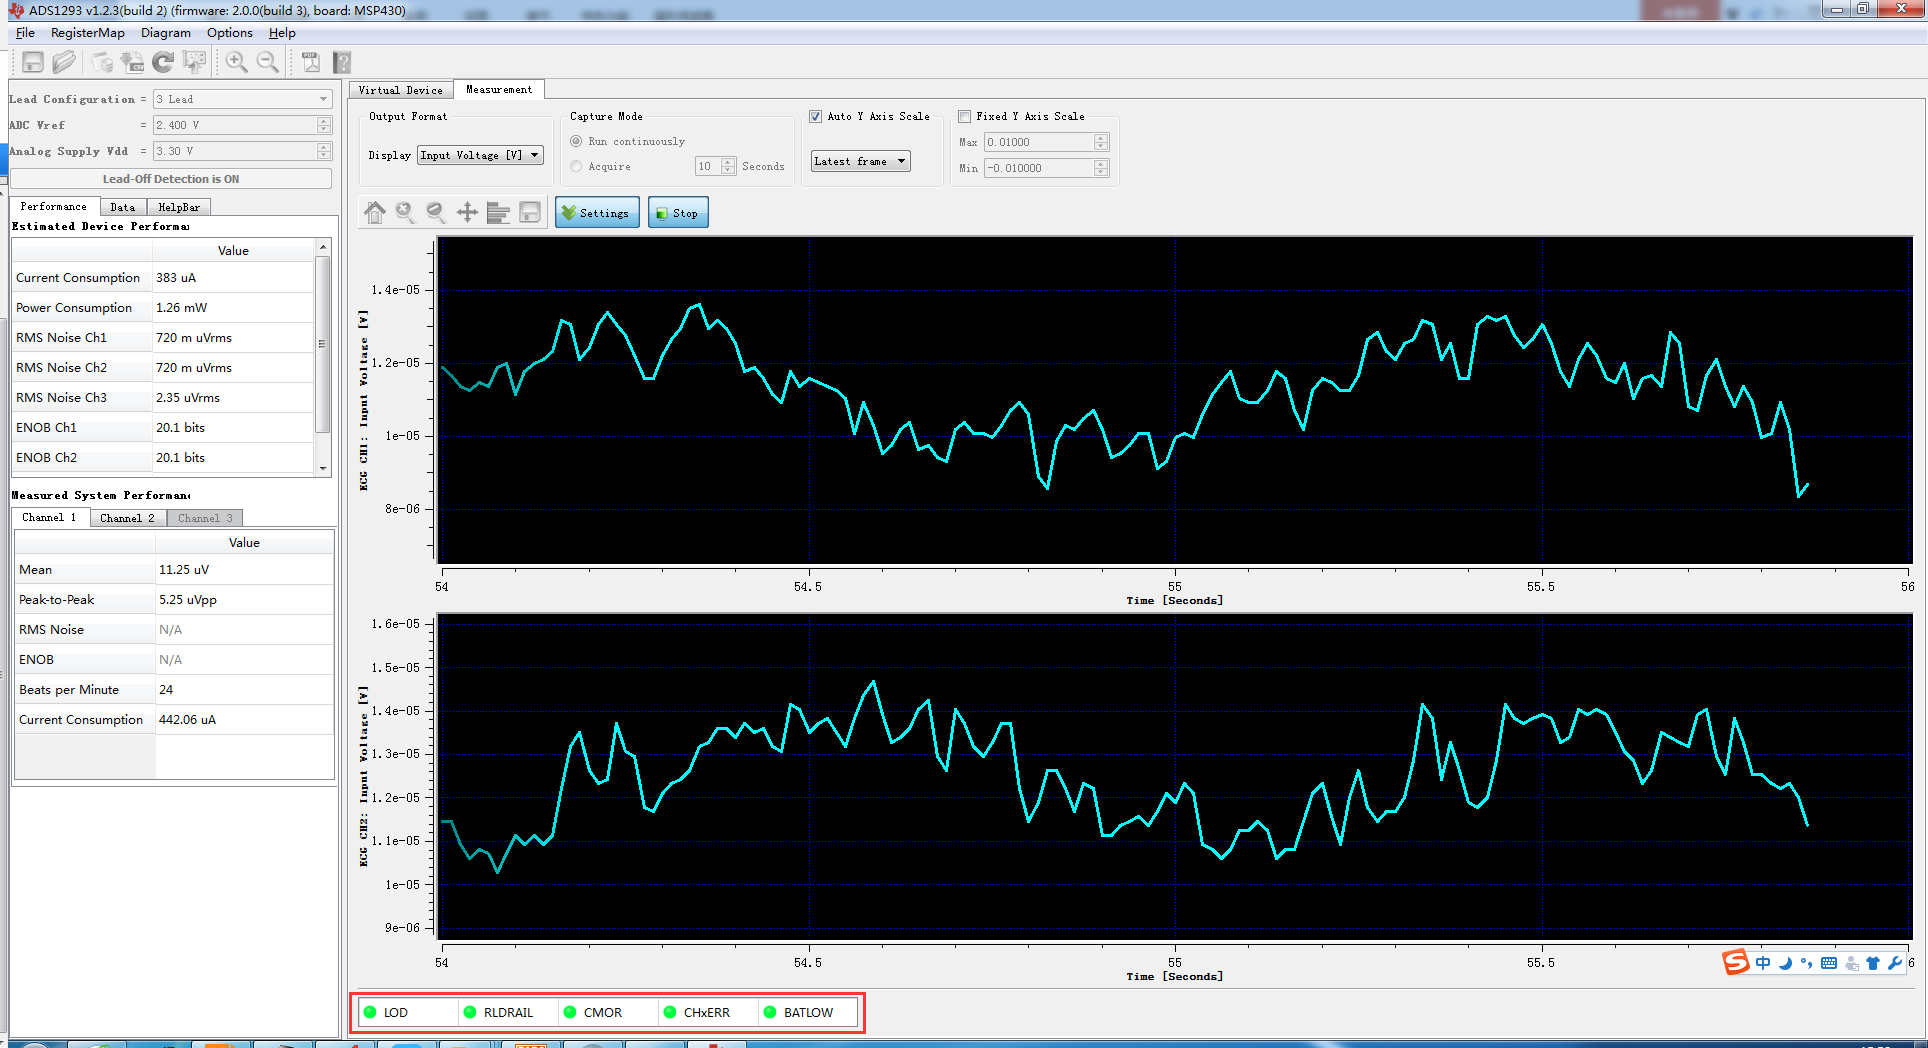 ADS1293 v1.2.3(build 2) (firmware: 2.0.0(build 3), board: MSP430)
File RegisterMap Diagram Options Help
Lead Configuration = 3 Lead
ADC Vref = 2.400 V
Analog Supply Vdd = 3.30 V
Lead-Off Detection is ON
Performance Data HelpBar
Estimated Device Performa
Value
Current Consumption 383 uA
Power Consumption 1.26 mW
RMS Noise Ch1 720 m uVrms
RMS Noise Ch2 720 m uVrms
RMS Noise Ch3 2.35 uVrms
ENOB Ch1 20.1 bits
ENOB Ch2 20.1 bits
Measured System Performanc
Channel 1 Channel 2 Channel 3
Value
Mean 11.25 uV
Peak-to-Peak 5.25 uVpp
RMS Noise N/A
ENOB N/A
Beats per Minute 24
Current Consumption 442.06 uA
Virtual Device Measurement
Output Format
Display Input Voltage [V]
Capture Mode
Run continuously
Acquire 10 Seconds
Auto Y Axis Scale
Latest frame
Fixed Y Axis Scale
Max 0.01000
Min -0.010000
Settings Stop
ECG CH1: Input Voltage [V]
1.4e-05
1.2e-05
1e-05
8e-06
54 54.5 55 55.5 56
Time [Seconds]
ECG CH2: Input Voltage [V]
1.6e-05
1.5e-05
1.4e-05
1.3e-05
1.2e-05
1.1e-05
1e-05
9e-06
54 54.5 55 55.5 6
Time [Seconds]
S 中
LOD RLDRAIL CMOR CHxERR BATLOW